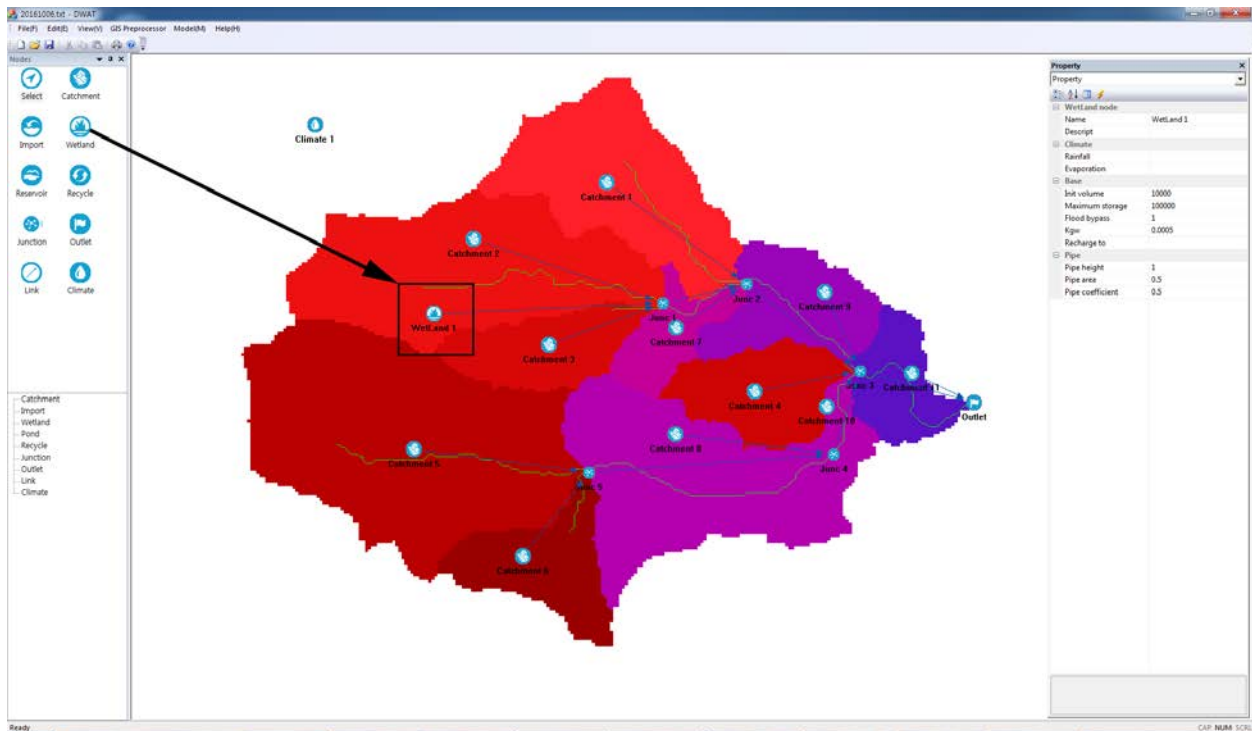 20161006.txt - DWAT
File(F) Edit(E) View(V) GIS Preprocessor Model(M) Help(H)
Nodes
Select Catchment
Import Wetland
Reservoir Recycle
Junction Outlet
Link Climate
Catchment
Import
Wetland
Pond
Recycle
Junction
Outlet
Link
Climate
Climate 1
Catchment 1
Catchment 2
Junc 2
Catchment 9
WetLand 1
Junc 1
Catchment 7
Catchment 3
Junc 3
Catchment 11
Catchment 4
Outlet
Catchment 10
Catchment 8
Catchment 5
Junc 4
Junc 5
Catchment 6
Property
Property
WetLand node
Name WetLand 1
Descript
Climate
Rainfall
Evaporation
Base
Init volume 10000
Maximum storage 100000
Flood bypass 1
Kgw 0.0005
Recharge to
Pipe
Pipe height 1
Pipe area 0.5
Pipe coefficient 0.5
Ready
CAP NUM SCRL